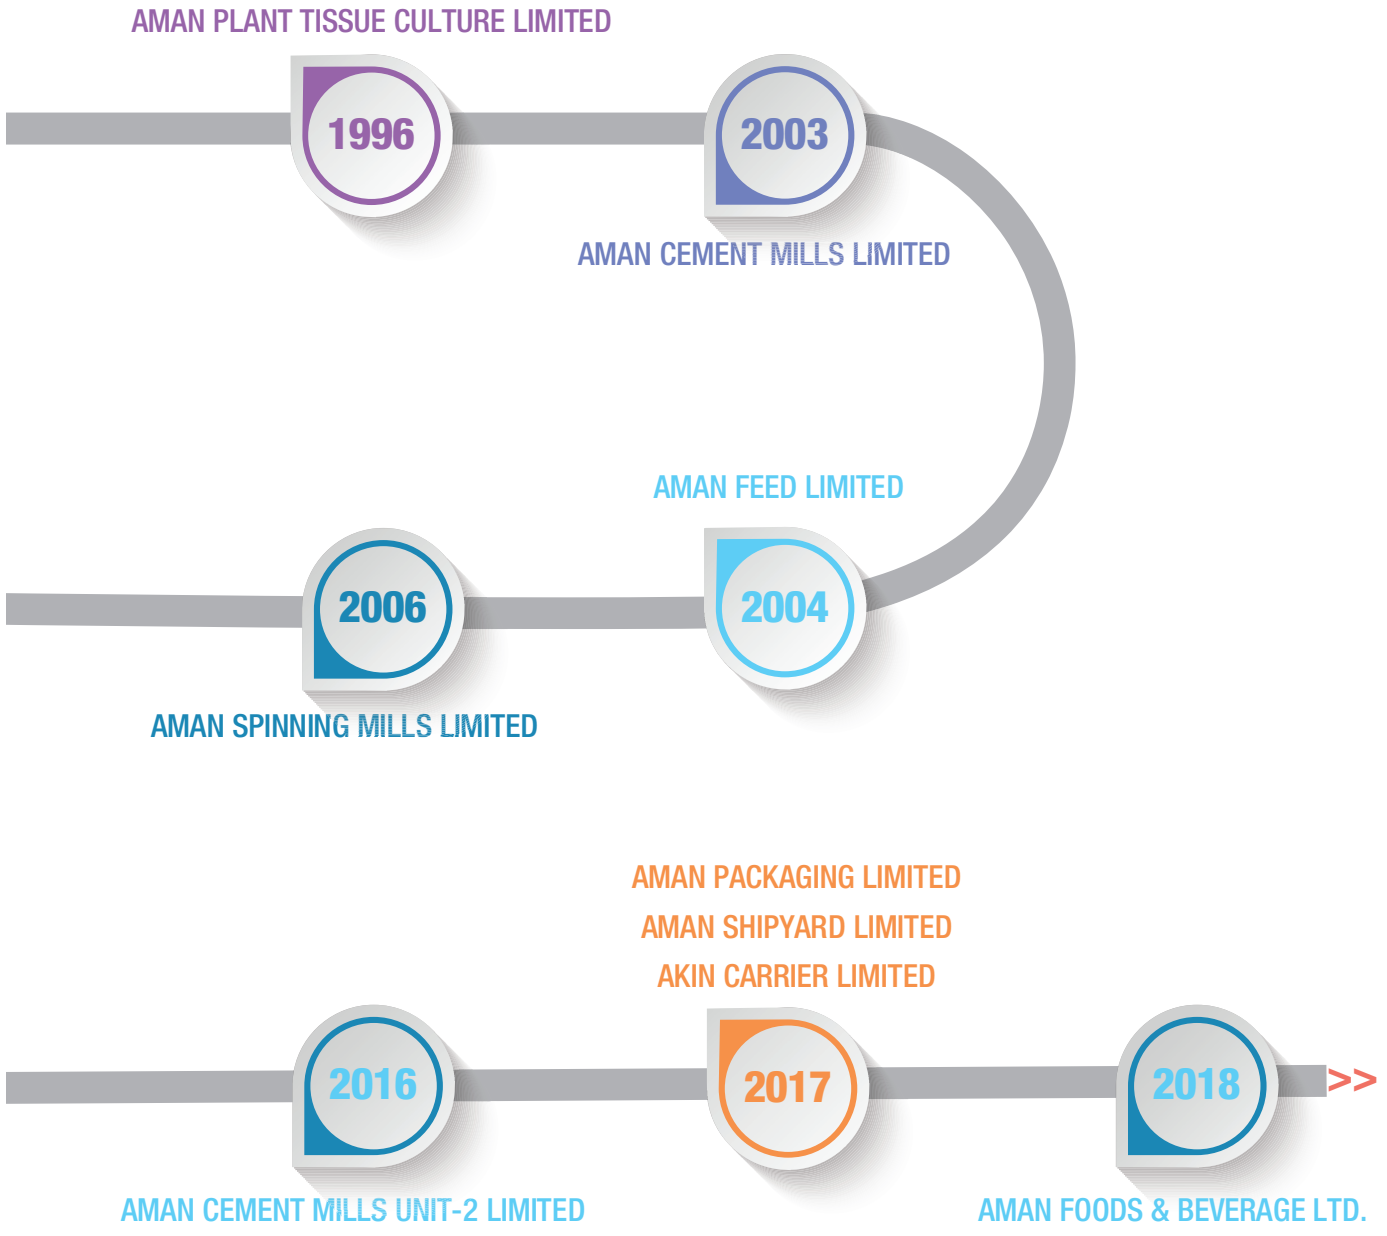 AMAN PLANT TISSUE CULTURE LIMITED
1996
2003
AMAN CEMENT MILLS LIMITED
AMAN FEED LIMITED
2004
2006
AMAN SPINNING MILLS LIMITED
AMAN PACKAGING LIMITED
AMAN SHIPYARD LIMITED
AKIN CARRIER LIMITED
2016
2017
2018
>>
AMAN CEMENT MILLS UNIT-2 LIMITED
AMAN FOODS & BEVERAGE LTD.